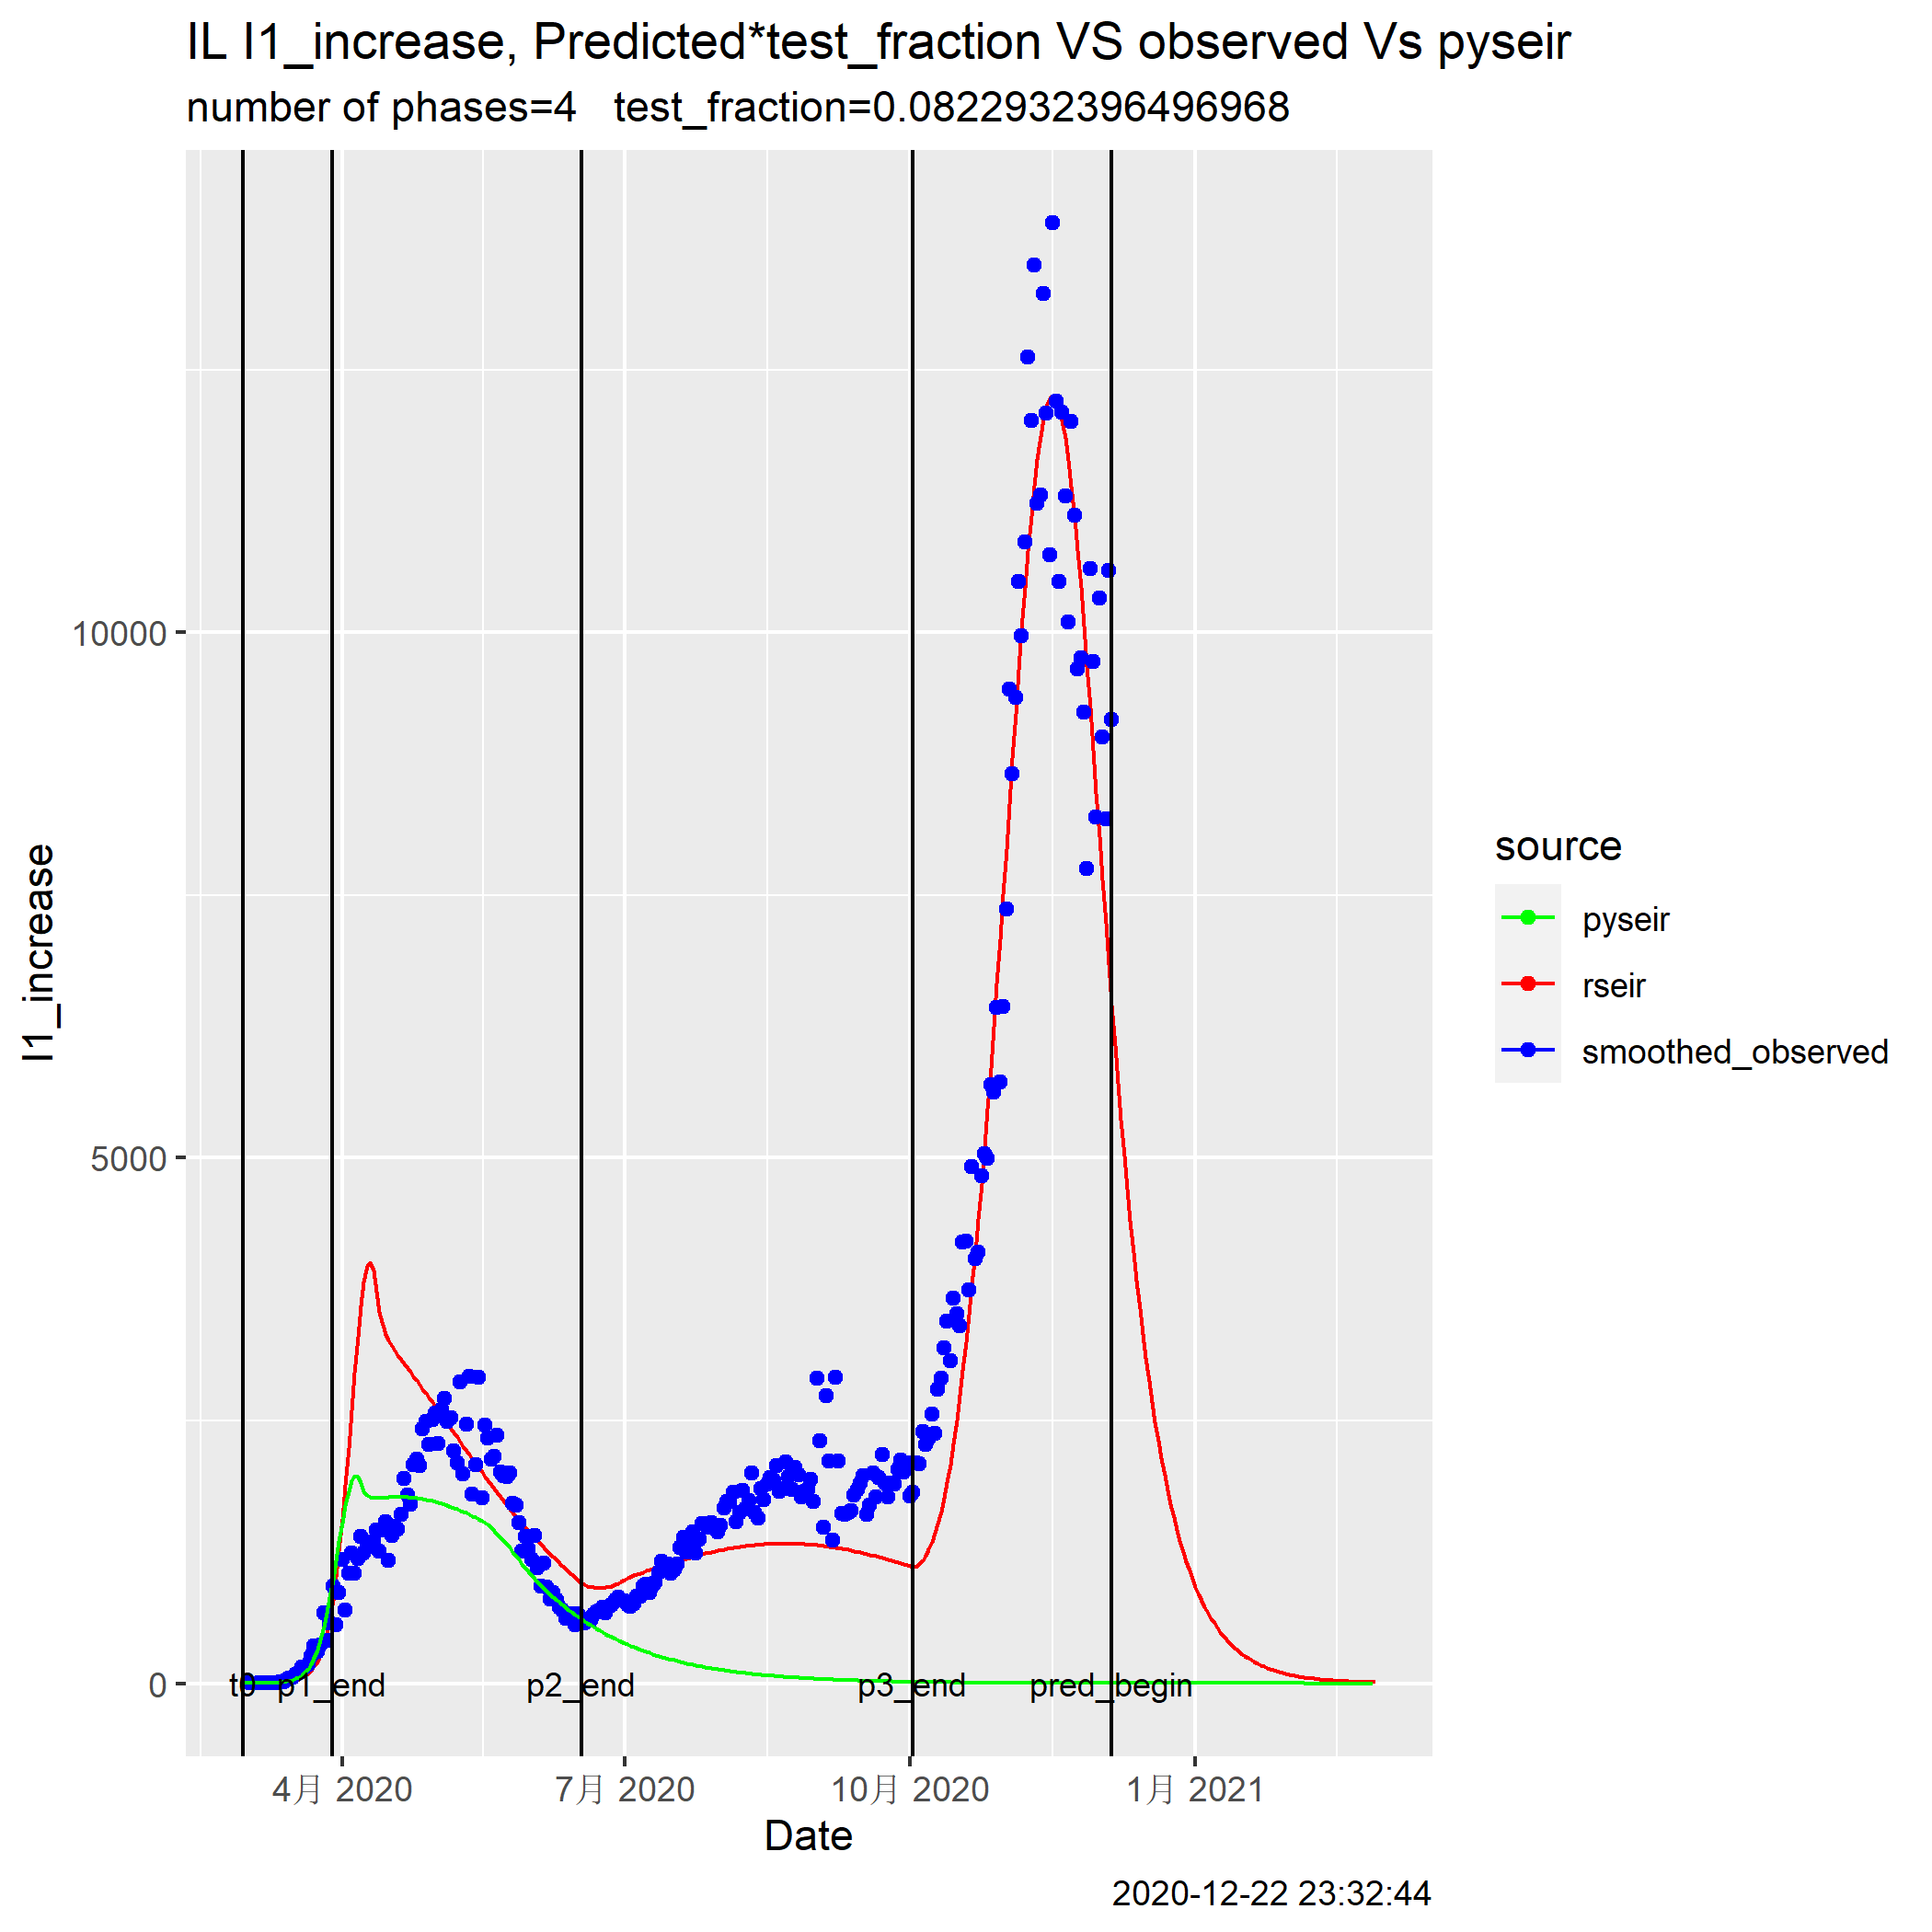 IL I1_increase, Predicted*test_fraction VS observed Vs pyseir
number of phases=4   test_fraction=0.0822932396496968
I1_increase
10000
5000
0
t0 p1_end p2_end p3_end pred_begin
4月 2020 7月 2020 10月 2020 1月 2021
Date
source
pyseir
rseir
smoothed_observed
2020-12-22 23:32:44